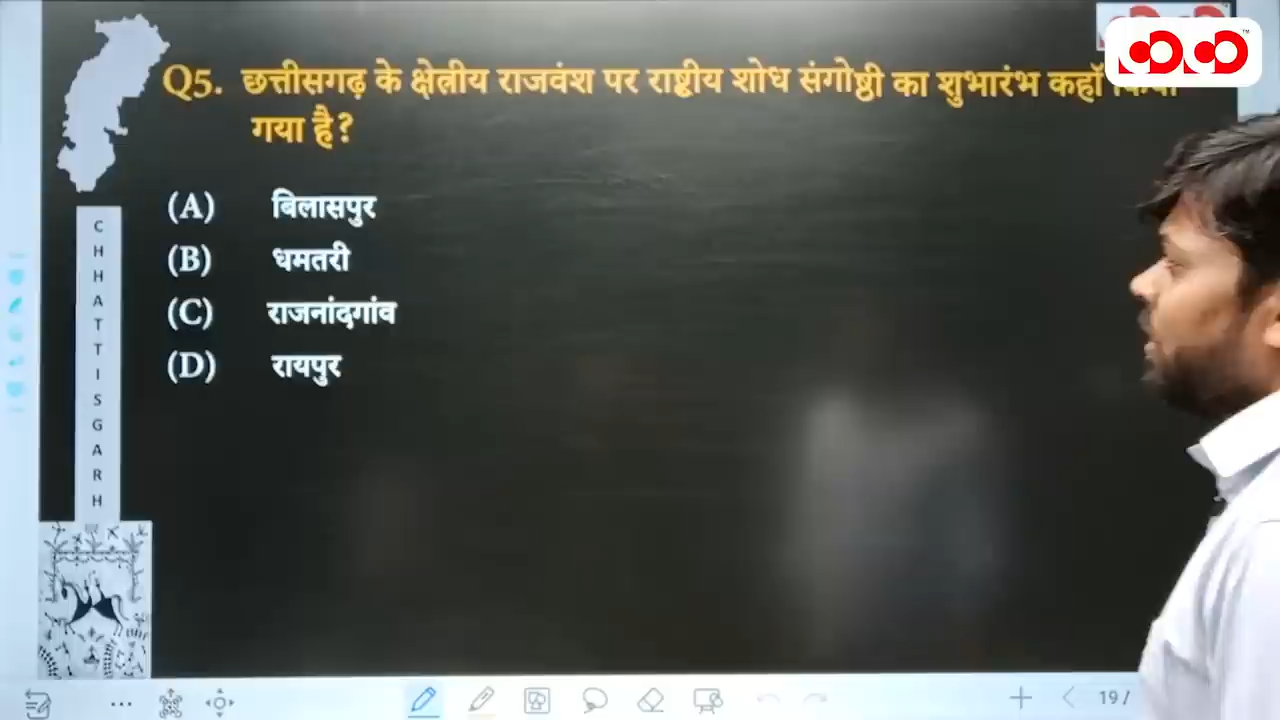 Q5. छत्तीसगढ़ के क्षेत्रीय राजवंश पर राष्ट्रीय शोध संगोष्ठी का शुभारंभ कहाॅ
गया है?
(A) बिलासपुर
(B) धमतरी
(C) राजनांदगांव
(D) रायपुर
CHHATTISGARH
19/